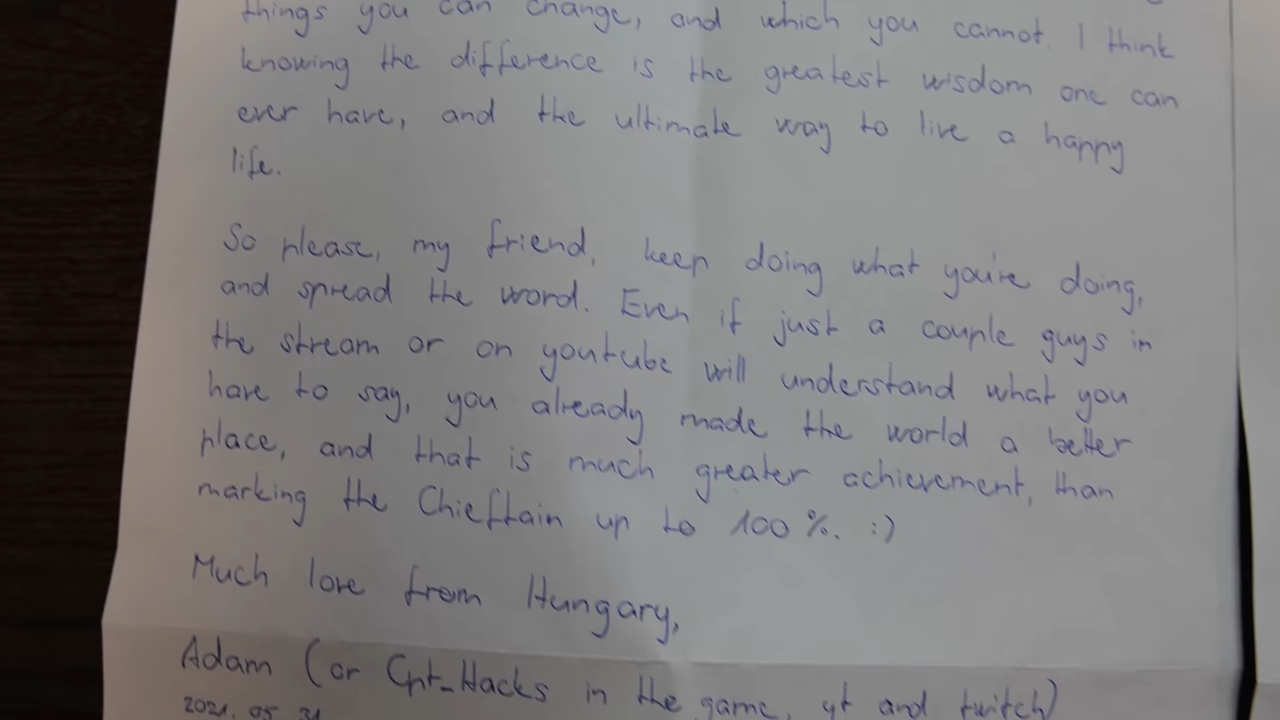 things you can change, and which you cannot. I think
knowing the difference is the greatest wisdom one can
ever have, and the ultimate way to live a happy
life.
So please, my friend, keep doing what you're doing,
and spread the word. Even if just a couple guys in
the stream or on youtube will understand what you
have to say, you already made the world a better
place, and that is much greater achievement, than
marking the Chieftain up to 100%. :)
Much love from Hungary,
Adam (or Cpt_Hacks in the game, yt and twitch)
2021. 05. 31